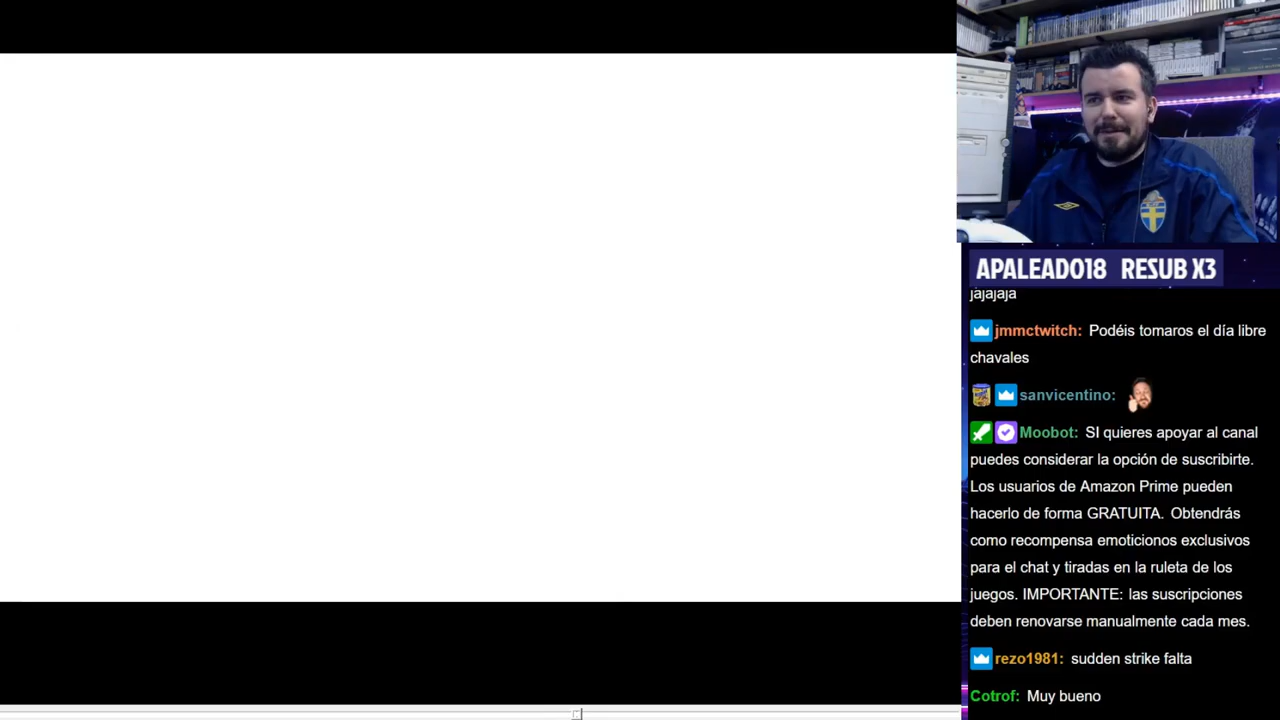 APALEADO18 RESUB X3
jajajaja
jmmctwitch: Podéis tomaros el día libre
chavales
sanvicentino:
Moobot: SI quieres apoyar al canal
puedes considerar la opción de suscribirte.
Los usuarios de Amazon Prime pueden
hacerlo de forma GRATUITA. Obtendrás
como recompensa emoticionos exclusivos
para el chat y tiradas en la ruleta de los
juegos. IMPORTANTE: las suscripciones
deben renovarse manualmente cada mes.
rezo1981: sudden strike falta
Cotrof: Muy bueno